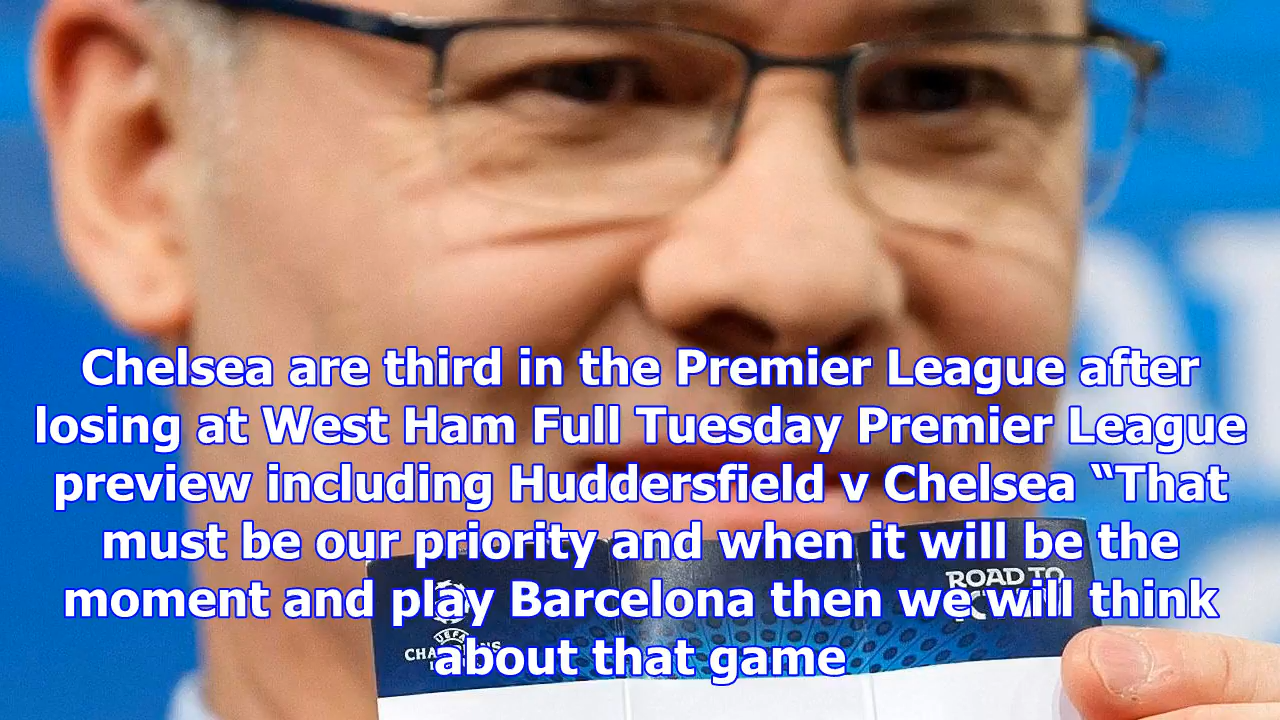 Chelsea are third in the Premier League after
losing at West Ham Full Tuesday Premier League
preview including Huddersfield v Chelsea “That
must be our priority and when it will be the
moment and play Barcelona then we will think
about that game
ROAD TO
UEFA